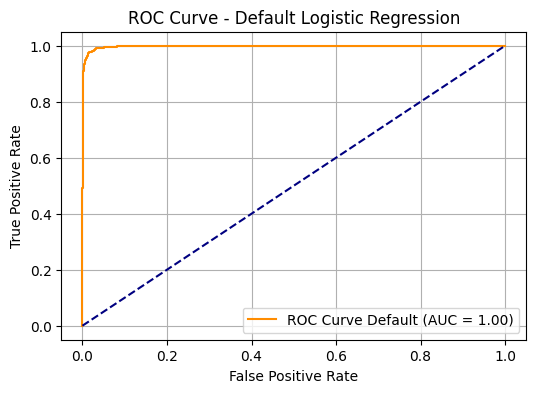 ROC Curve - Default Logistic Regression
True Positive Rate
1.0
0.8
0.6
0.4
0.2
0.0
ROC Curve Default (AUC = 1.00)
0.0 0.2 0.4 0.6 0.8 1.0
False Positive Rate